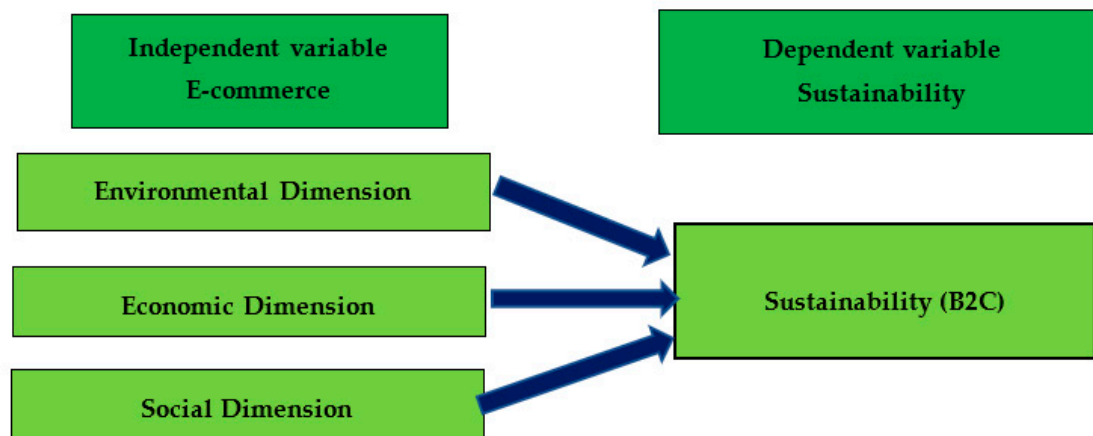 Independent variable
E-commerce
Dependent variable
Sustainability
Environmental Dimension
Economic Dimension
Sustainability (B2C)
Social Dimension